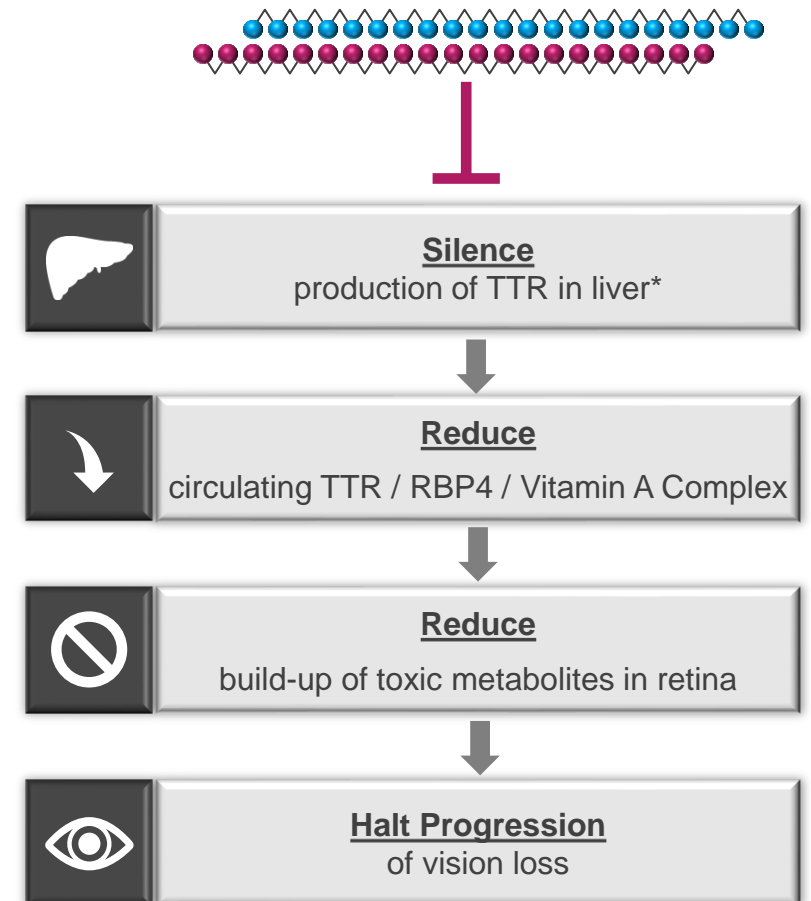 Silence
production of TTR in liver*
Reduce
circulating TTR / RBP4 / Vitamin A Complex
Reduce
build-up of toxic metabolites in retina
Halt Progression
of vision loss